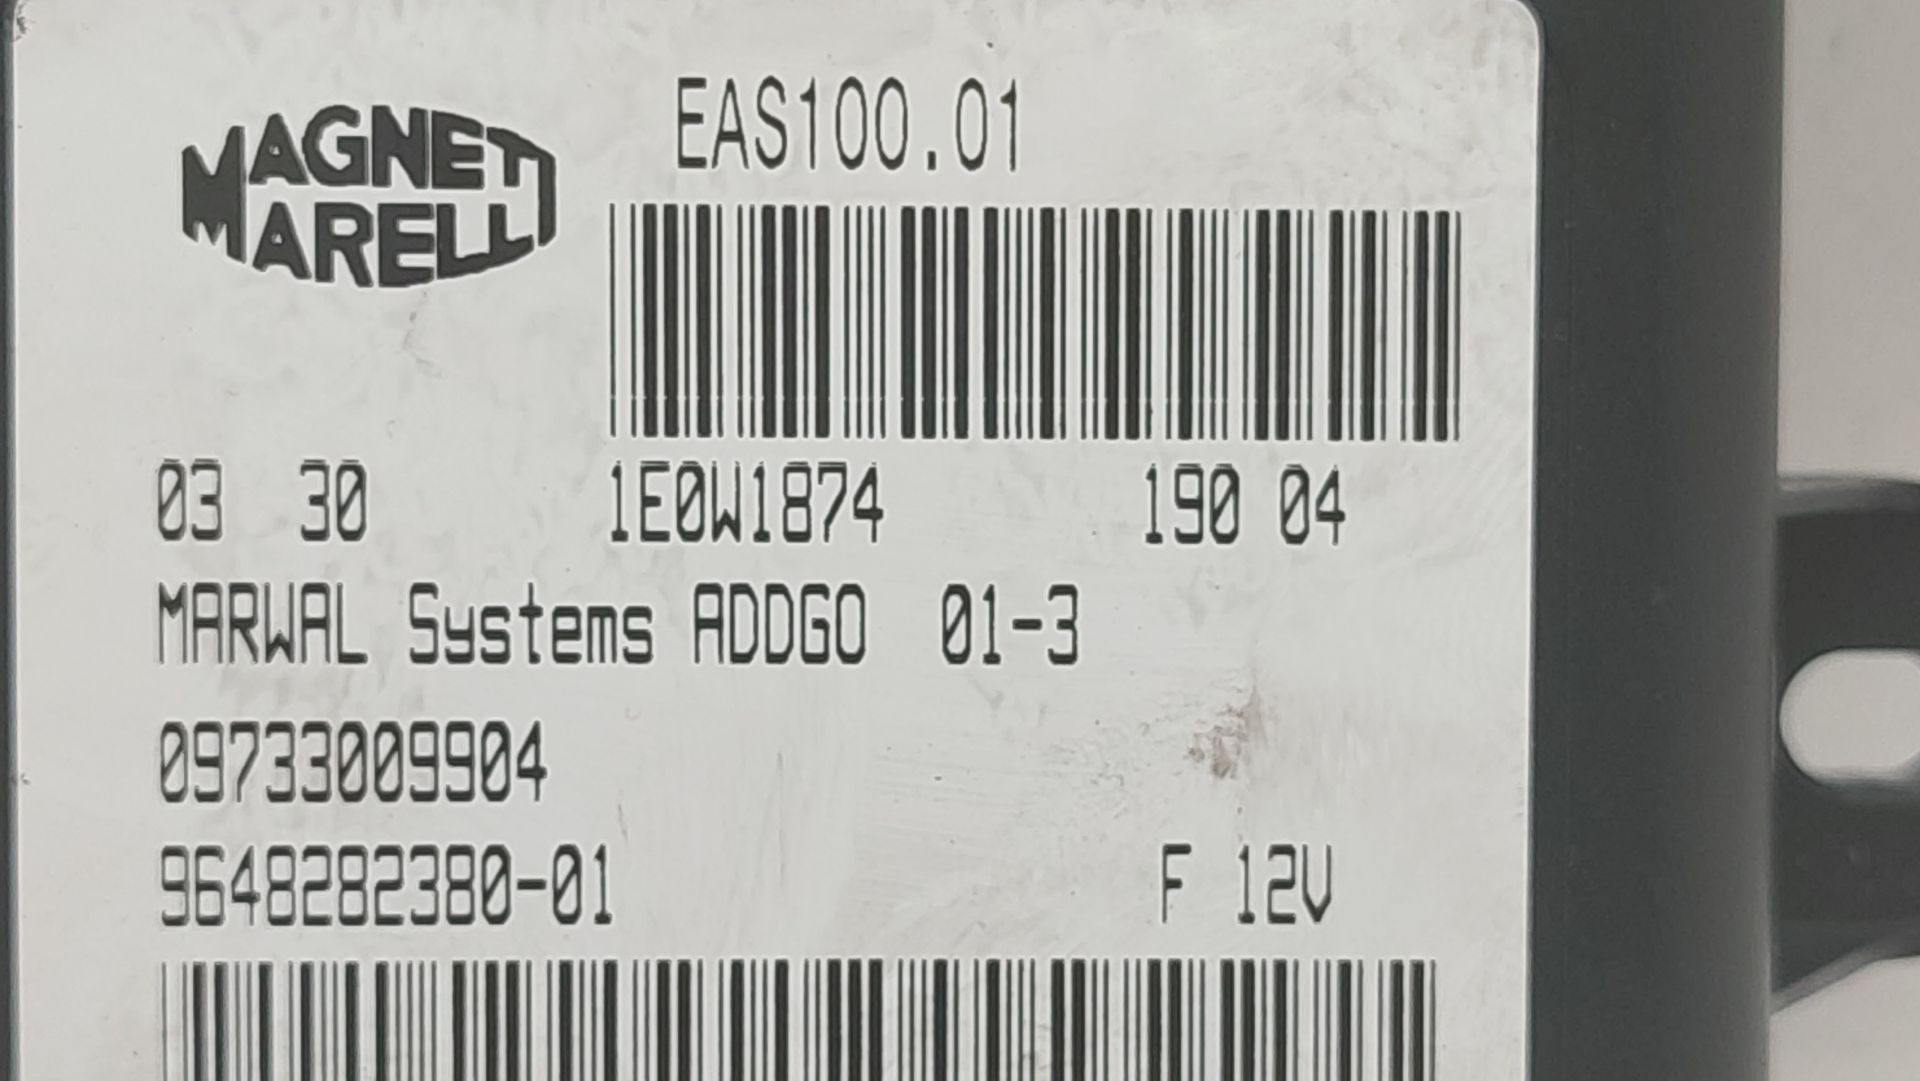 MAGNETI
MARELLI
EAS100.01
03 30 1E0W1874 190 04
MARWAL Systems ADDGO 01-3
09733009904
9648282380-01 F 12V